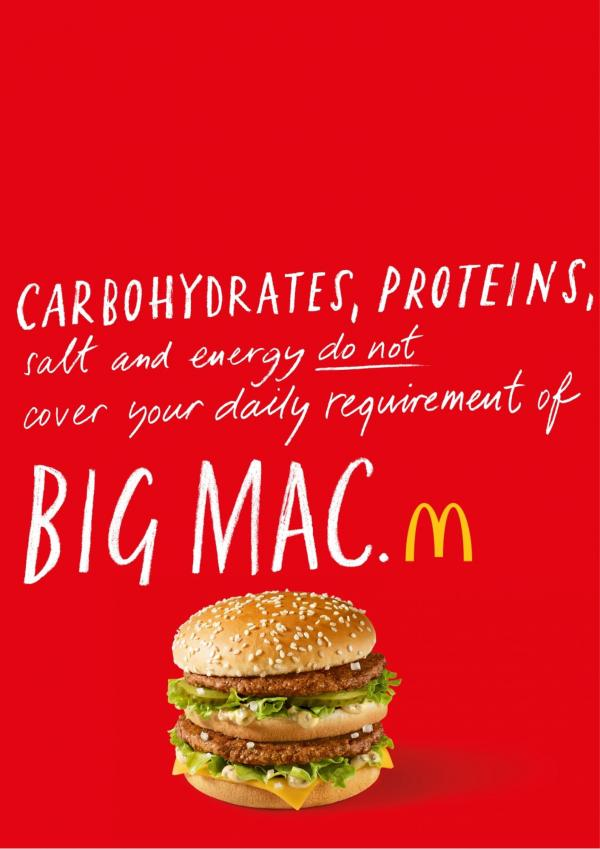 CARBOHYDRATES, PROTEINS,
salt and energy do not
cover your daily requirement of
BIG MAC.